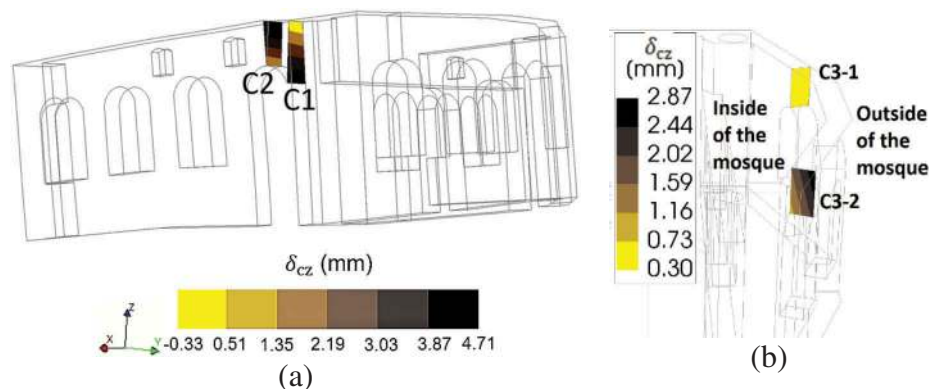 C2 C1
δcz (mm)
-0.33 0.51 1.35 2.19 3.03 3.87 4.71
Z
X Y
(a)
δcz
(mm)
2.87
2.44
2.02
1.59
1.16
0.73
0.30
Inside
of the
mosque
C3-1
Outside
of the
mosque
C3-2
(b)